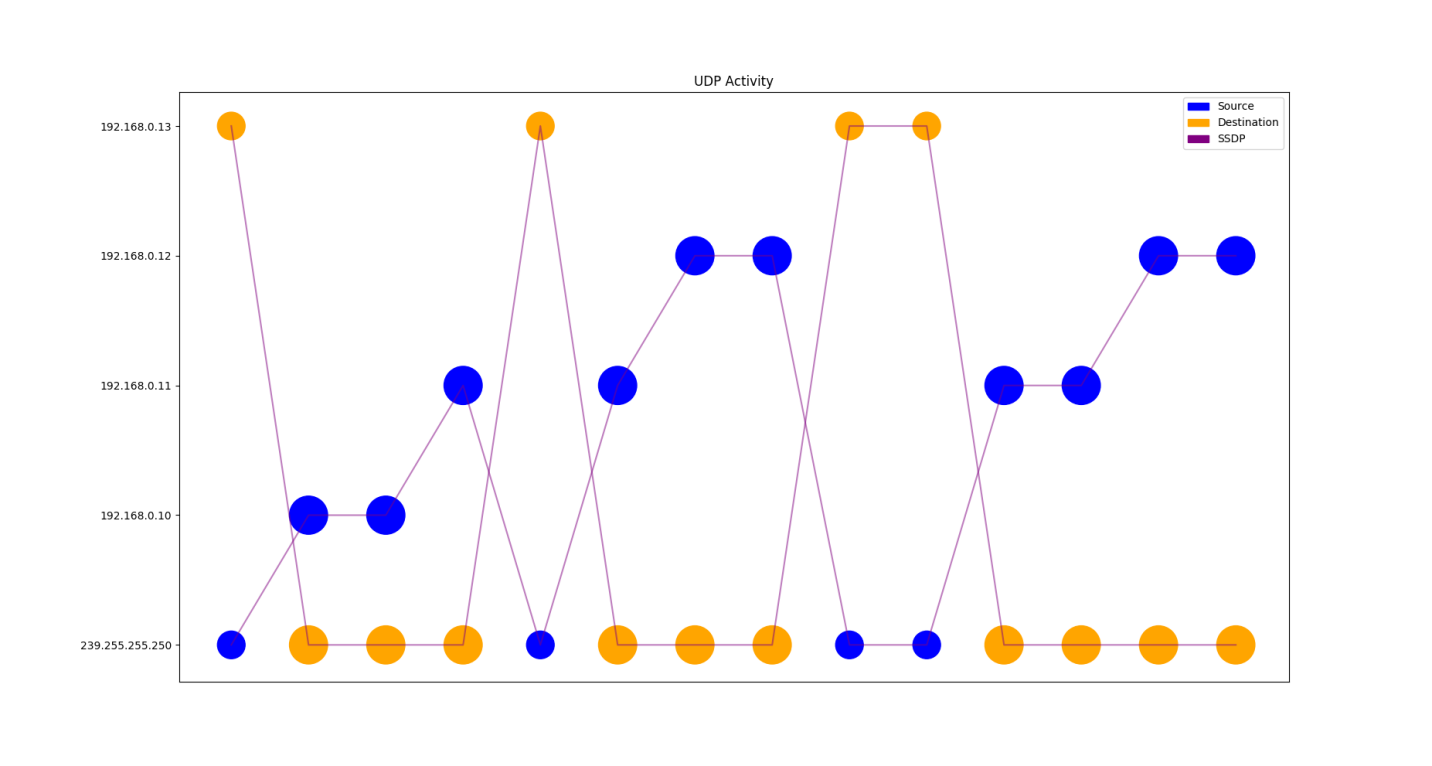 UDP Activity
Source
Destination
SSDP
192.168.0.13
192.168.0.12
192.168.0.11
192.168.0.10
239.255.255.250